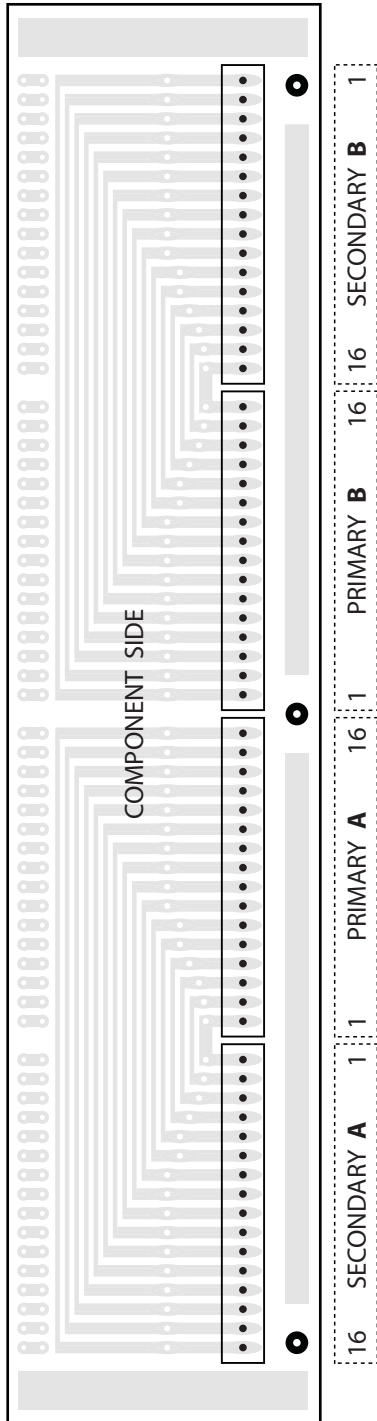 COMPONENT SIDE
16 SECONDARY A 1
1 PRIMARY A 16
1 PRIMARY B 16
16 SECONDARY B 1